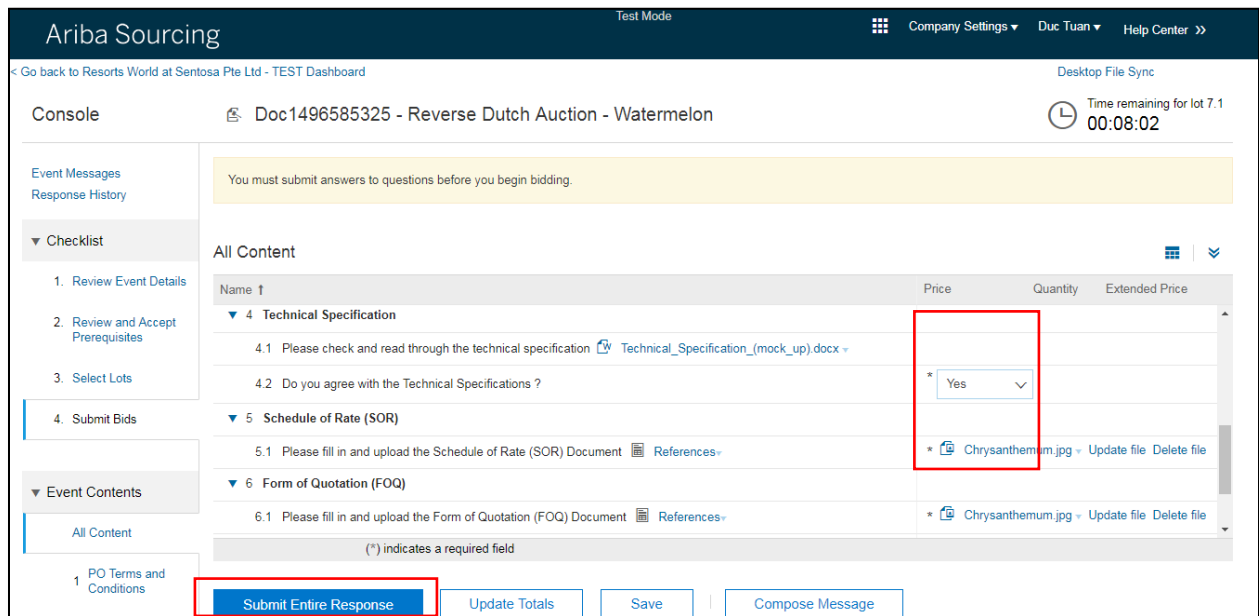 Test Mode
Ariba Sourcing
Company Settings
Duc Tuan
Help Center »
< Go back to Resorts World at Sentosa Pte Ltd - TEST Dashboard
Desktop File Sync
Console
Doc1496585325 - Reverse Dutch Auction - Watermelon
Time remaining for lot 7.1
00:08:02
Event Messages
Response History
You must submit answers to questions before you begin bidding.
Checklist
1. Review Event Details
2. Review and Accept
Prerequisites
3. Select Lots
4. Submit Bids
Event Contents
All Content
1 PO Terms and
Conditions
All Content
Name ↑ Price Quantity Extended Price
4 Technical Specification
4.1 Please check and read through the technical specification Technical_Specification_(mock_up).docx
4.2 Do you agree with the Technical Specifications ? * Yes
5 Schedule of Rate (SOR)
5.1 Please fill in and upload the Schedule of Rate (SOR) Document References * Chrysanthemum.jpg Update file Delete file
6 Form of Quotation (FOQ)
6.1 Please fill in and upload the Form of Quotation (FOQ) Document References * Chrysanthemum.jpg Update file Delete file
(*) indicates a required field
Submit Entire Response
Update Totals
Save
Compose Message